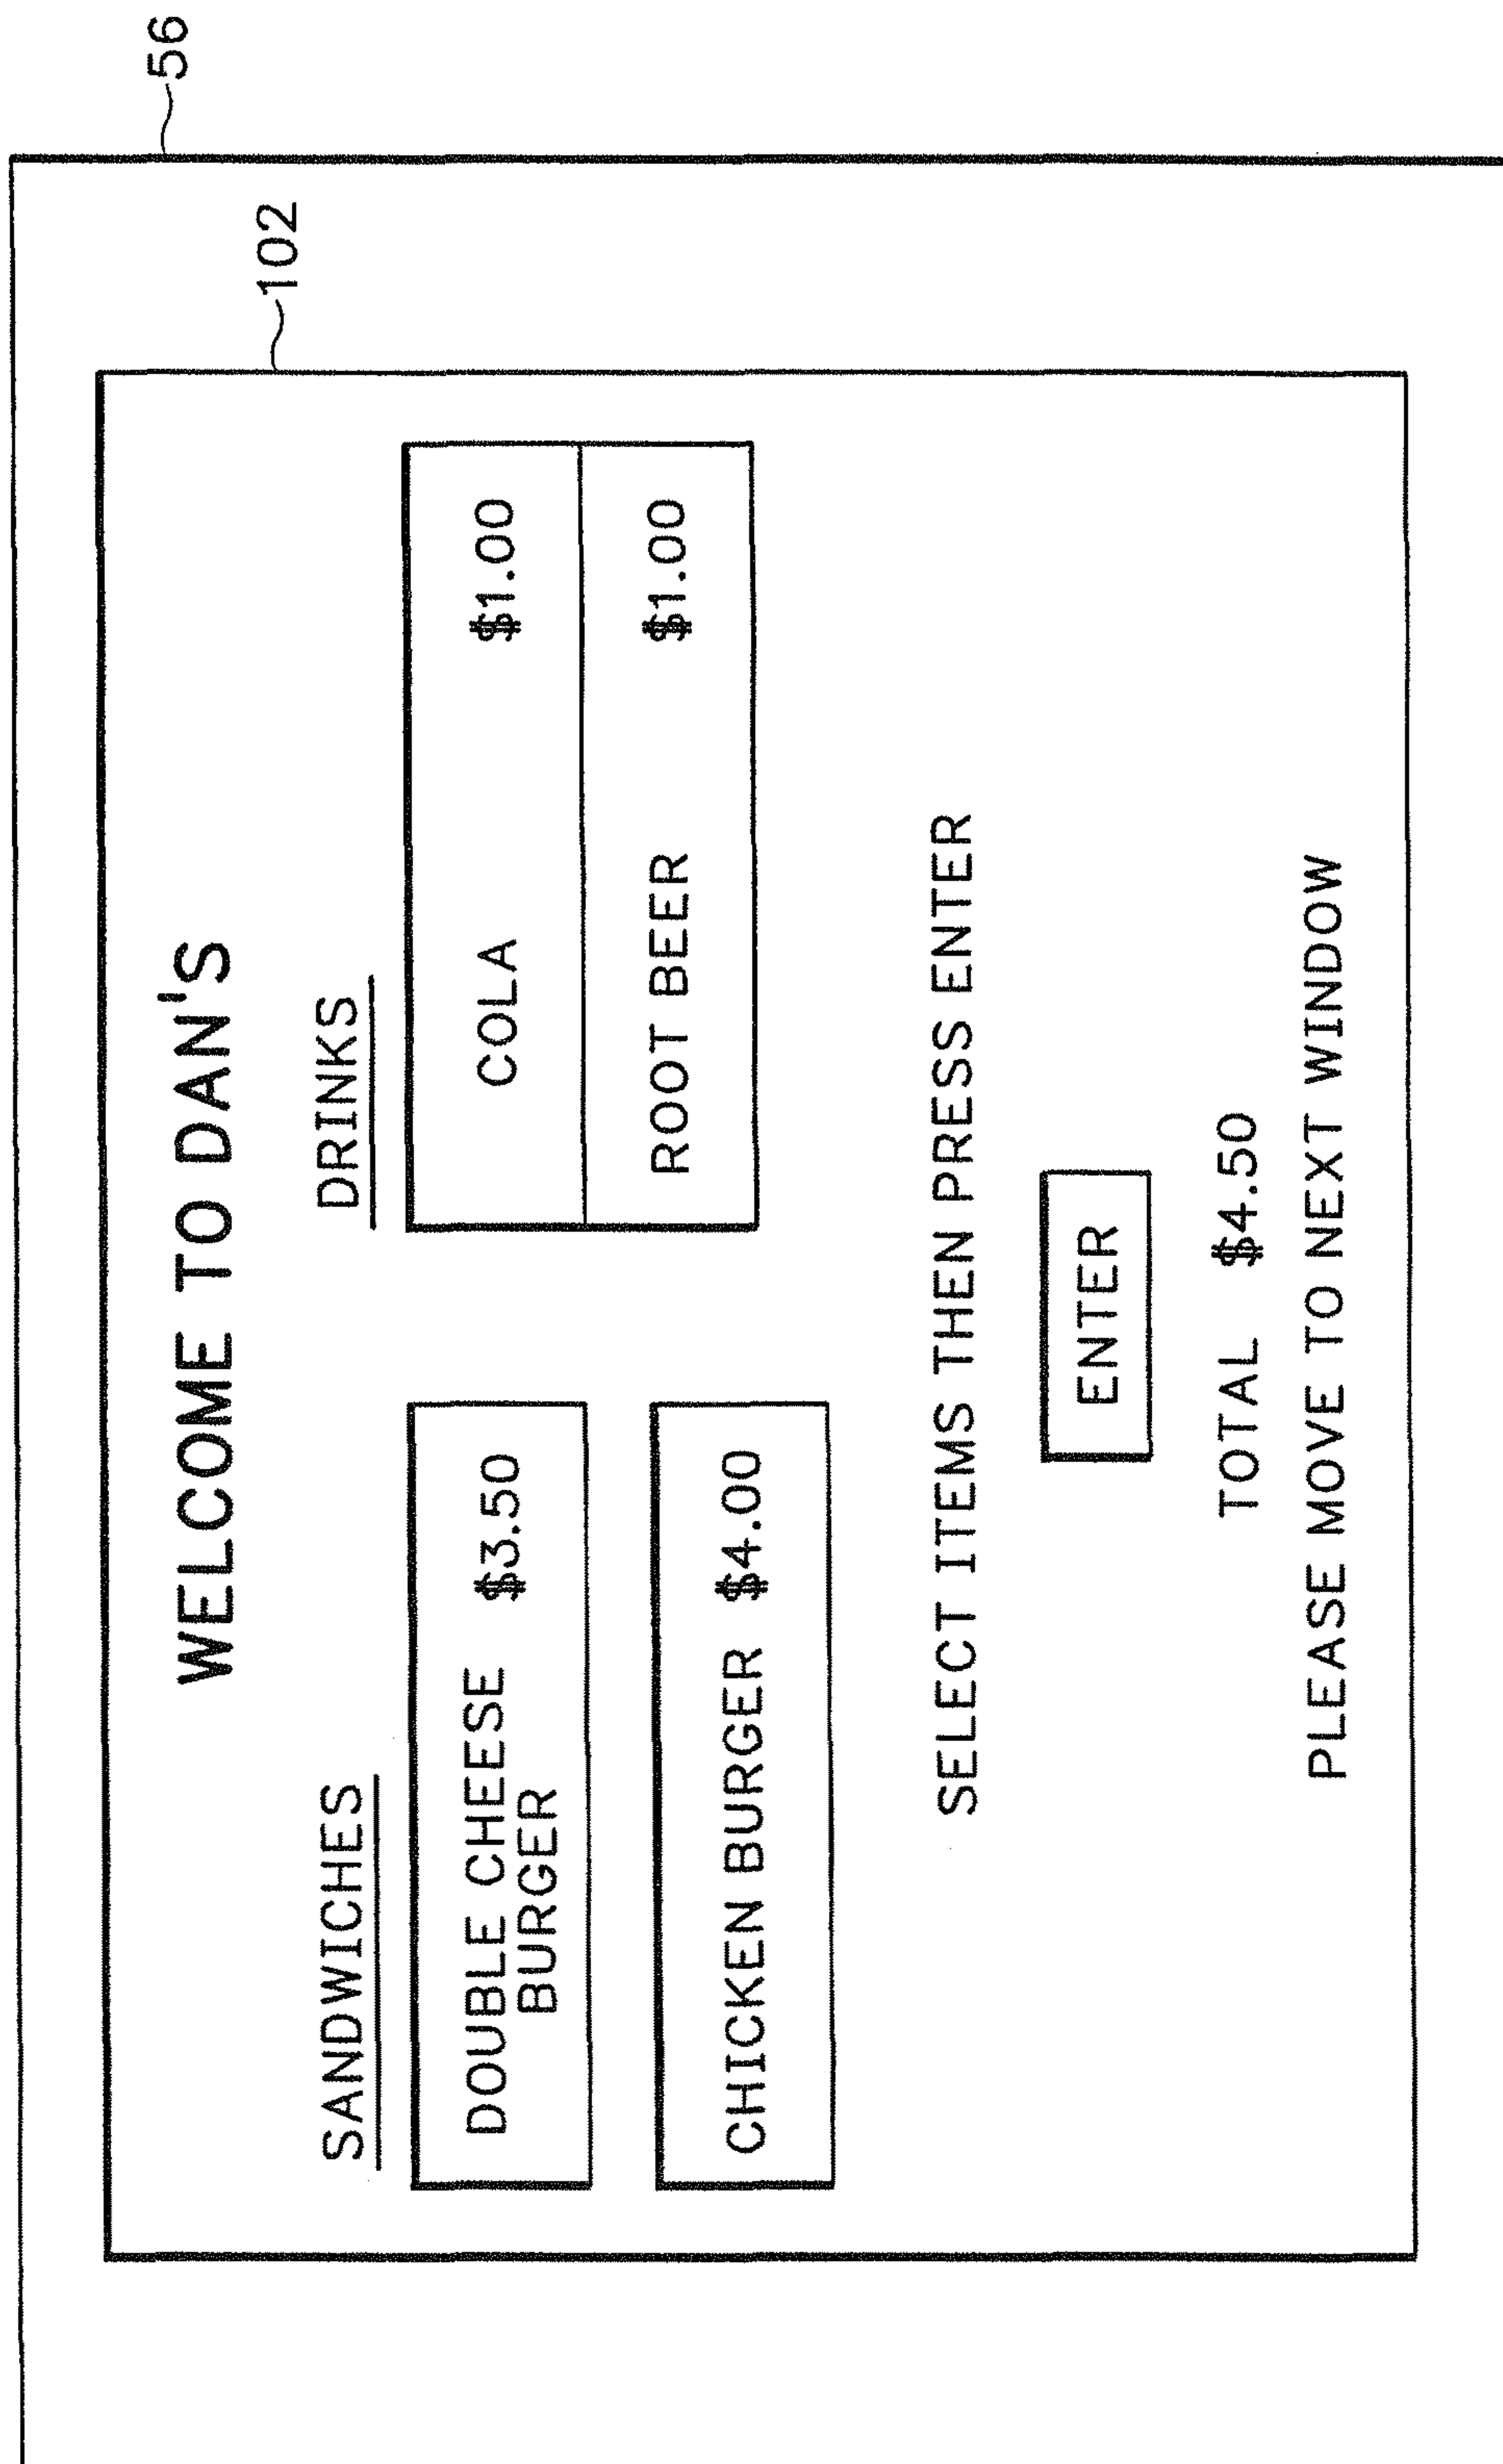 56
102
WELCOME TO DAN'S
SANDWICHES
DOUBLE CHEESE $3.50
BURGER
CHICKEN BURGER $4.00
DRINKS
COLA $1.00
ROOT BEER $1.00
SELECT ITEMS THEN PRESS ENTER
ENTER
TOTAL $4.50
PLEASE MOVE TO NEXT WINDOW